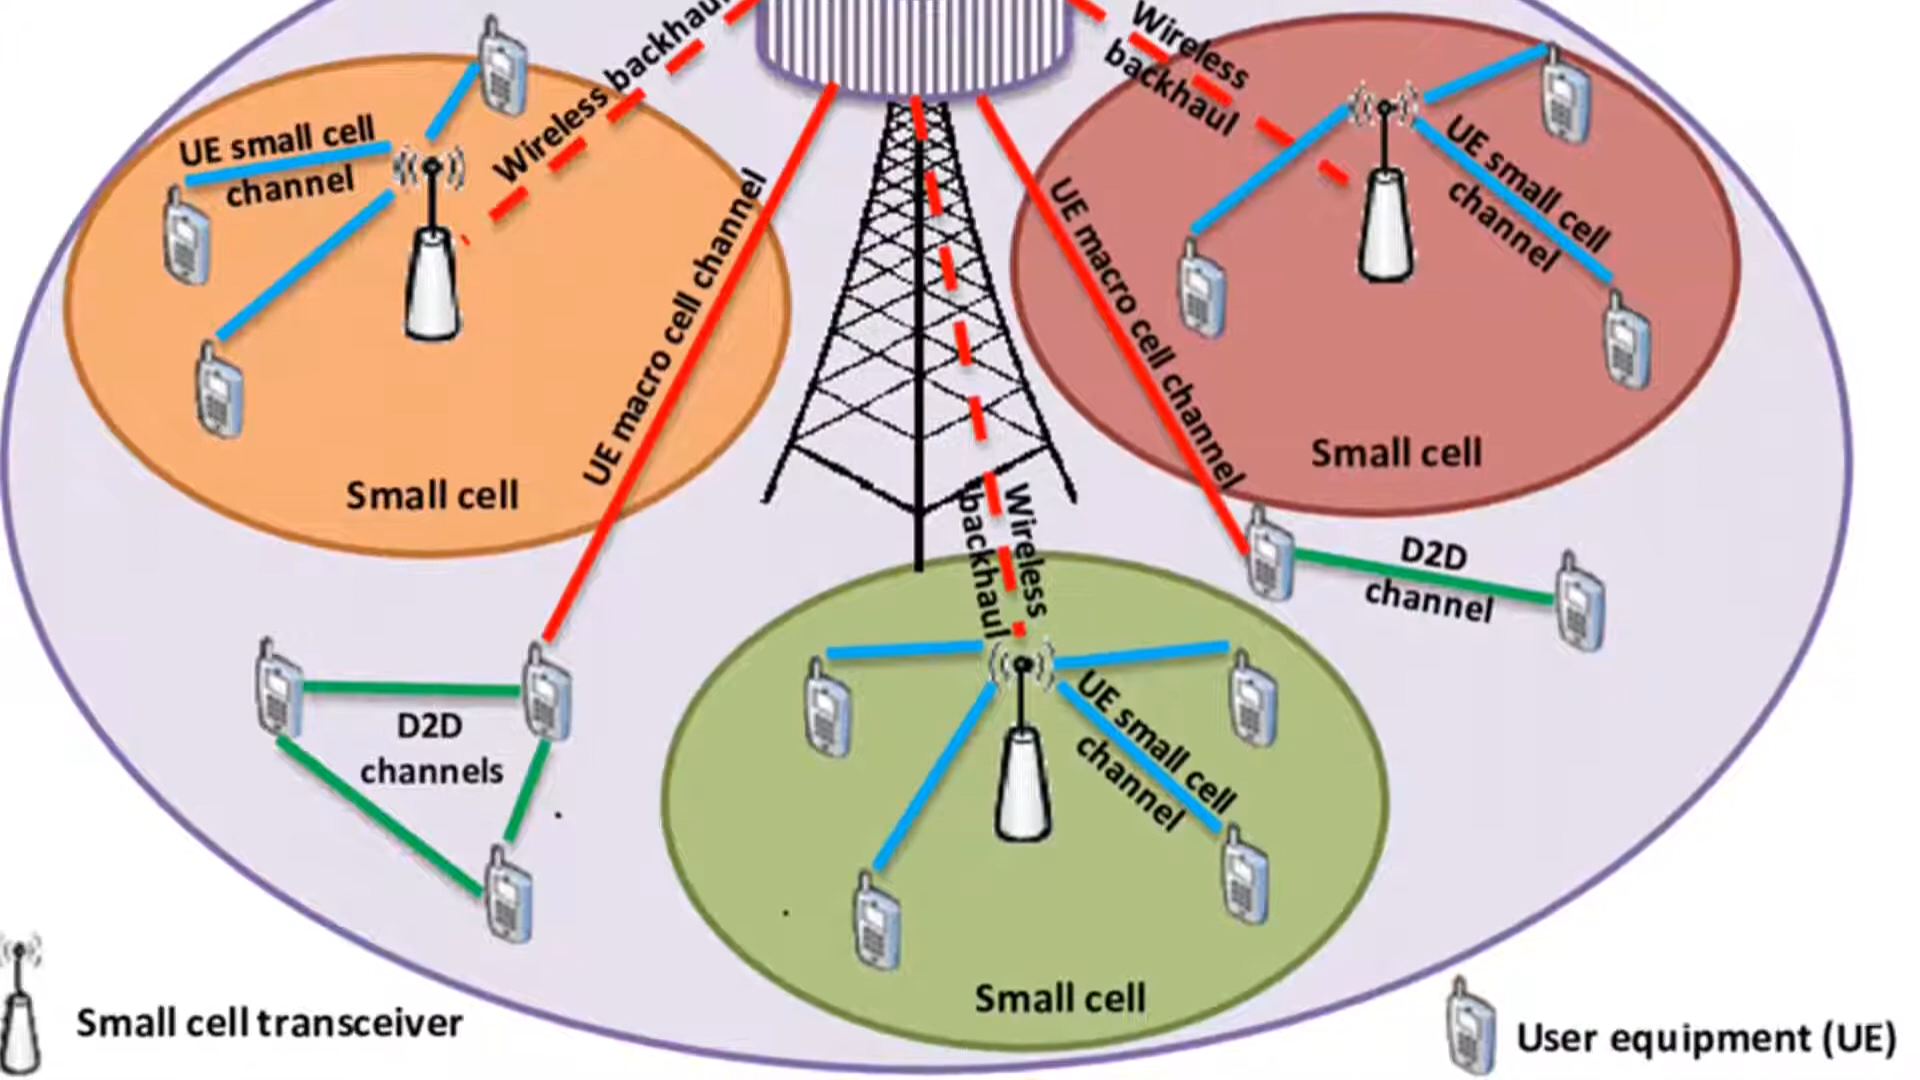 Wireless backhaul
Wireless
backhaul
UE small cell
channel
UE small cell
channel
UE macro cell channel
UE macro cell channel
Small cell
Small cell
Wireless
backhaul
D2D
channel
D2D
channels
UE small cell
channel
Small cell
Small cell transceiver
User equipment (UE)